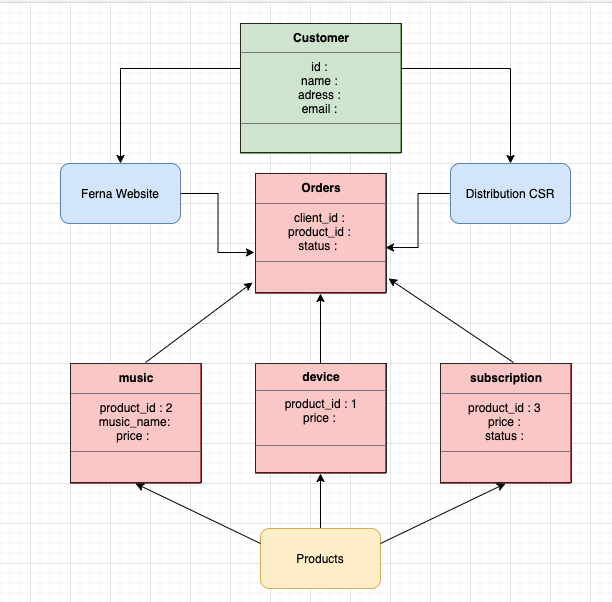 Customer
id :
name :
adress :
email :
Ferna Website
Distribution CSR
Orders
client_id :
product_id :
status :
music
product_id : 2
music_name:
price :
device
product_id : 1
price :
subscription
product_id : 3
price :
status :
Products